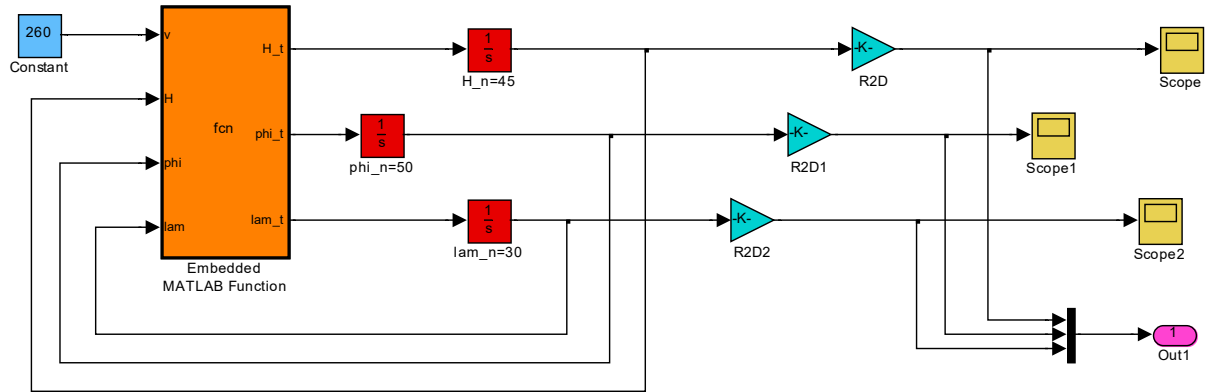 260
Constant
v
H
phi
lam
fcn
H_t
phi_t
lam_t
Embedded
MATLAB Function
1
s
H_n=45
1
s
phi_n=50
1
s
lam_n=30
-K-
R2D
-K-
R2D1
-K-
R2D2
Scope
Scope1
Scope2
1
Out1